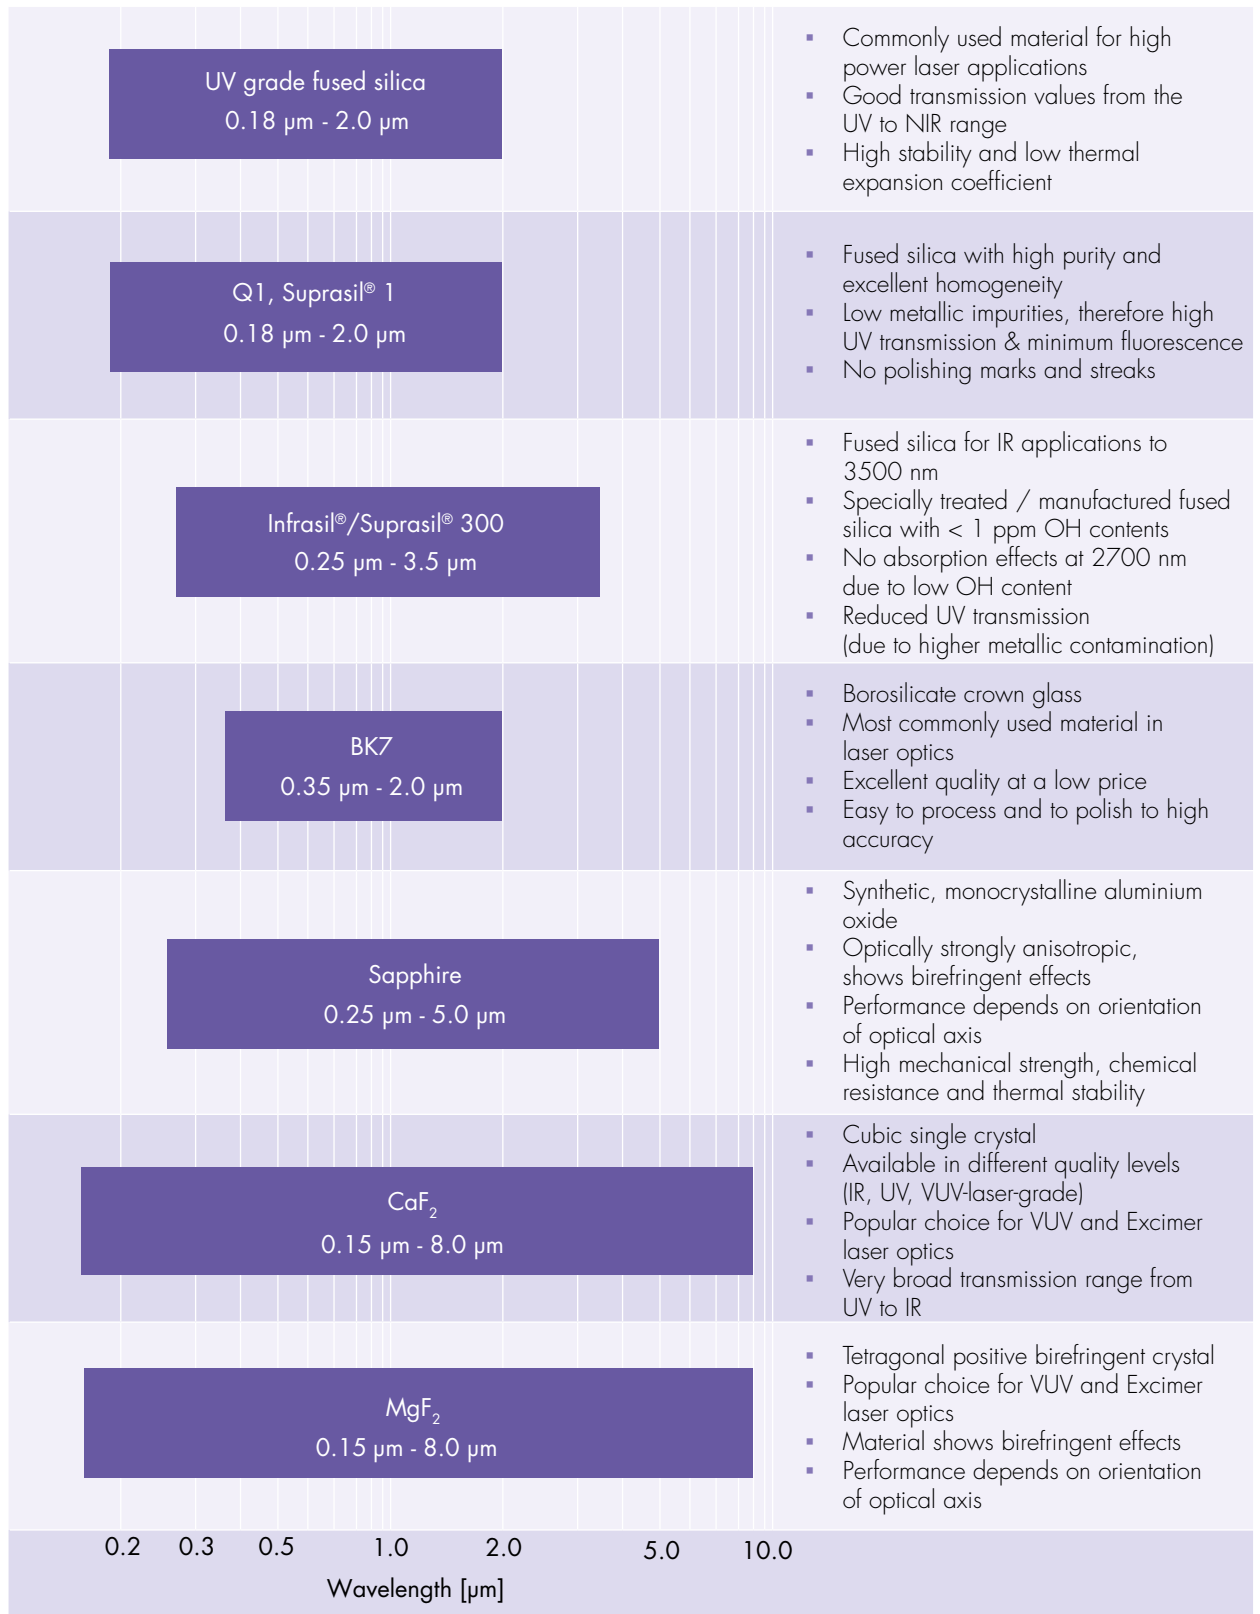 UV grade fused silica
0.18 µm - 2.0 µm
▪ Commonly used material for high
power laser applications
▪ Good transmission values from the
UV to NIR range
▪ High stability and low thermal
expansion coefficient
Q1, Suprasil® 1
0.18 µm - 2.0 µm
▪ Fused silica with high purity and
excellent homogeneity
▪ Low metallic impurities, therefore high
UV transmission & minimum fluorescence
▪ No polishing marks and streaks
Infrasil®/Suprasil® 300
0.25 µm - 3.5 µm
▪ Fused silica for IR applications to
3500 nm
▪ Specially treated / manufactured fused
silica with < 1 ppm OH contents
▪ No absorption effects at 2700 nm
due to low OH content
▪ Reduced UV transmission
(due to higher metallic contamination)
BK7
0.35 µm - 2.0 µm
▪ Borosilicate crown glass
▪ Most commonly used material in
laser optics
▪ Excellent quality at a low price
▪ Easy to process and to polish to high
accuracy
Sapphire
0.25 µm - 5.0 µm
▪ Synthetic, monocrystalline aluminium
oxide
▪ Optically strongly anisotropic,
shows birefringent effects
▪ Performance depends on orientation
of optical axis
▪ High mechanical strength, chemical
resistance and thermal stability
CaF₂
0.15 µm - 8.0 µm
▪ Cubic single crystal
▪ Available in different quality levels
(IR, UV, VUV-laser-grade)
▪ Popular choice for VUV and Excimer
laser optics
▪ Very broad transmission range from
UV to IR
MgF₂
0.15 µm - 8.0 µm
▪ Tetragonal positive birefringent crystal
▪ Popular choice for VUV and Excimer
laser optics
▪ Material shows birefringent effects
▪ Performance depends on orientation
of optical axis
0.2 0.3 0.5 1.0 2.0 5.0 10.0
Wavelength [µm]